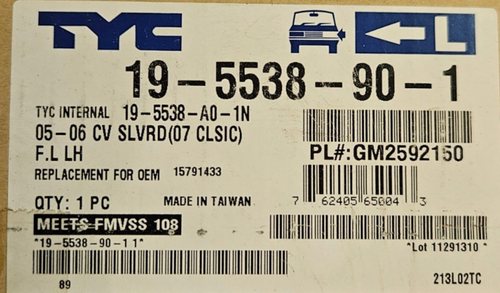 TYC
L
19-5538-90-1
TYC INTERNAL 19-5538-A0-1N
05-06 CV SLVRD(07 CLSIC)
F.L LH
PL#:GM2592150
REPLACEMENT FOR OEM 15791433
7 62405 65004 3
QTY: 1 PC MADE IN TAIWAN
MEETS FMVSS 108
*19-5538-90-1 1*
*Lot 11291310*
89
213L02TC